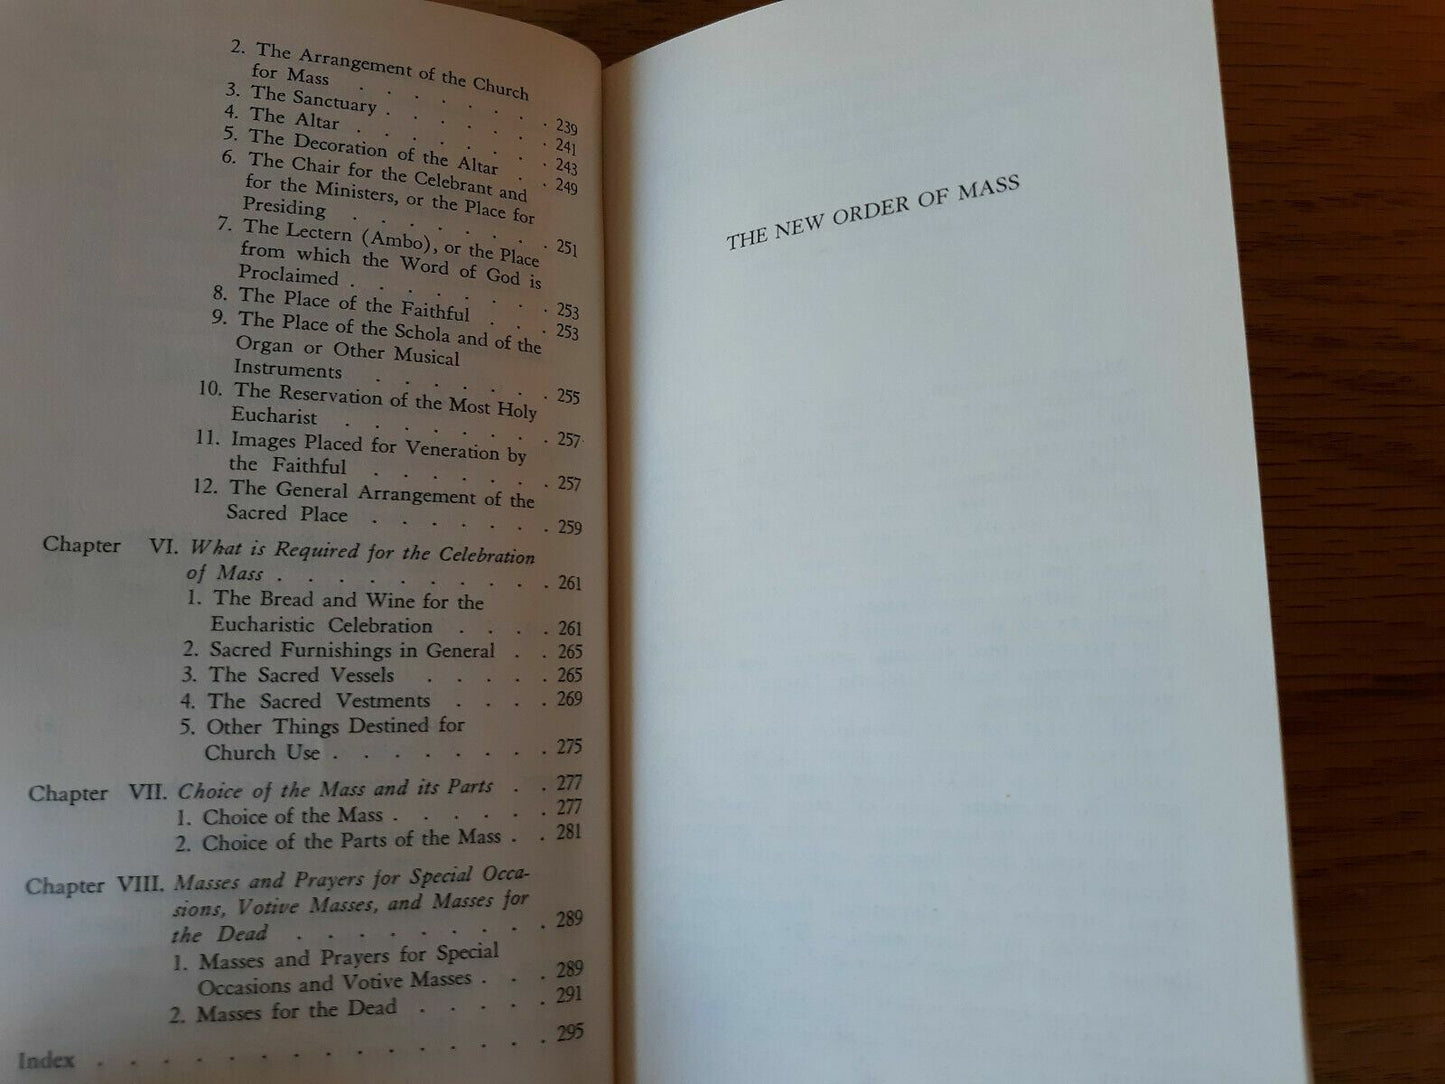 2. The Arrangement of the Church
for Mass . . . . . . . 239
3. The Sanctuary . . . . . . 241
4. The Altar . . . . . . . 243
5. The Decoration of the Altar . . 249
6. The Chair for the Celebrant and
for the Ministers, or the Place for
Presiding . . . . . . . 251
7. The Lectern (Ambo), or the Place
from which the Word of God is
Proclaimed . . . . . . . 253
8. The Place of the Faithful . . . 253
9. The Place of the Schola and of the
Organ or Other Musical
Instruments . . . . . . . 255
10. The Reservation of the Most Holy
Eucharist . . . . . . . . 257
11. Images Placed for Veneration by
the Faithful . . . . . . . 257
12. The General Arrangement of the
Sacred Place . . . . . . . 259
Chapter VI. What is Required for the Celebration
of Mass . . . . . . . . . . 261
1. The Bread and Wine for the
Eucharistic Celebration . . . . 261
2. Sacred Furnishings in General . . 265
3. The Sacred Vessels . . . . . 265
4. The Sacred Vestments . . . . 269
5. Other Things Destined for
Church Use . . . . . . . . 275
Chapter VII. Choice of the Mass and its Parts . . 277
1. Choice of the Mass . . . . . . 277
2. Choice of the Parts of the Mass . . 281
Chapter VIII. Masses and Prayers for Special Occa-
sions, Votive Masses, and Masses for
the Dead . . . . . . . . . 289
1. Masses and Prayers for Special
Occasions and Votive Masses . . . 289
2. Masses for the Dead . . . . . 291
Index . . . . . . . . . . . . . . . 295
THE NEW ORDER OF MASS